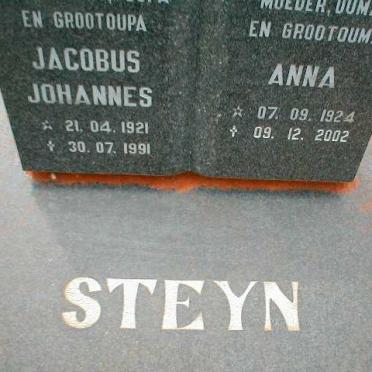 EN GROOTOUPA
JACOBUS
JOHANNES
☆ 21. 04. 1921
✝ 30. 07. 1991
MOEDER,
EN GROOTOUM
ANNA
☆ 07. 09. 1924
✝ 09. 12. 2002
STEYN